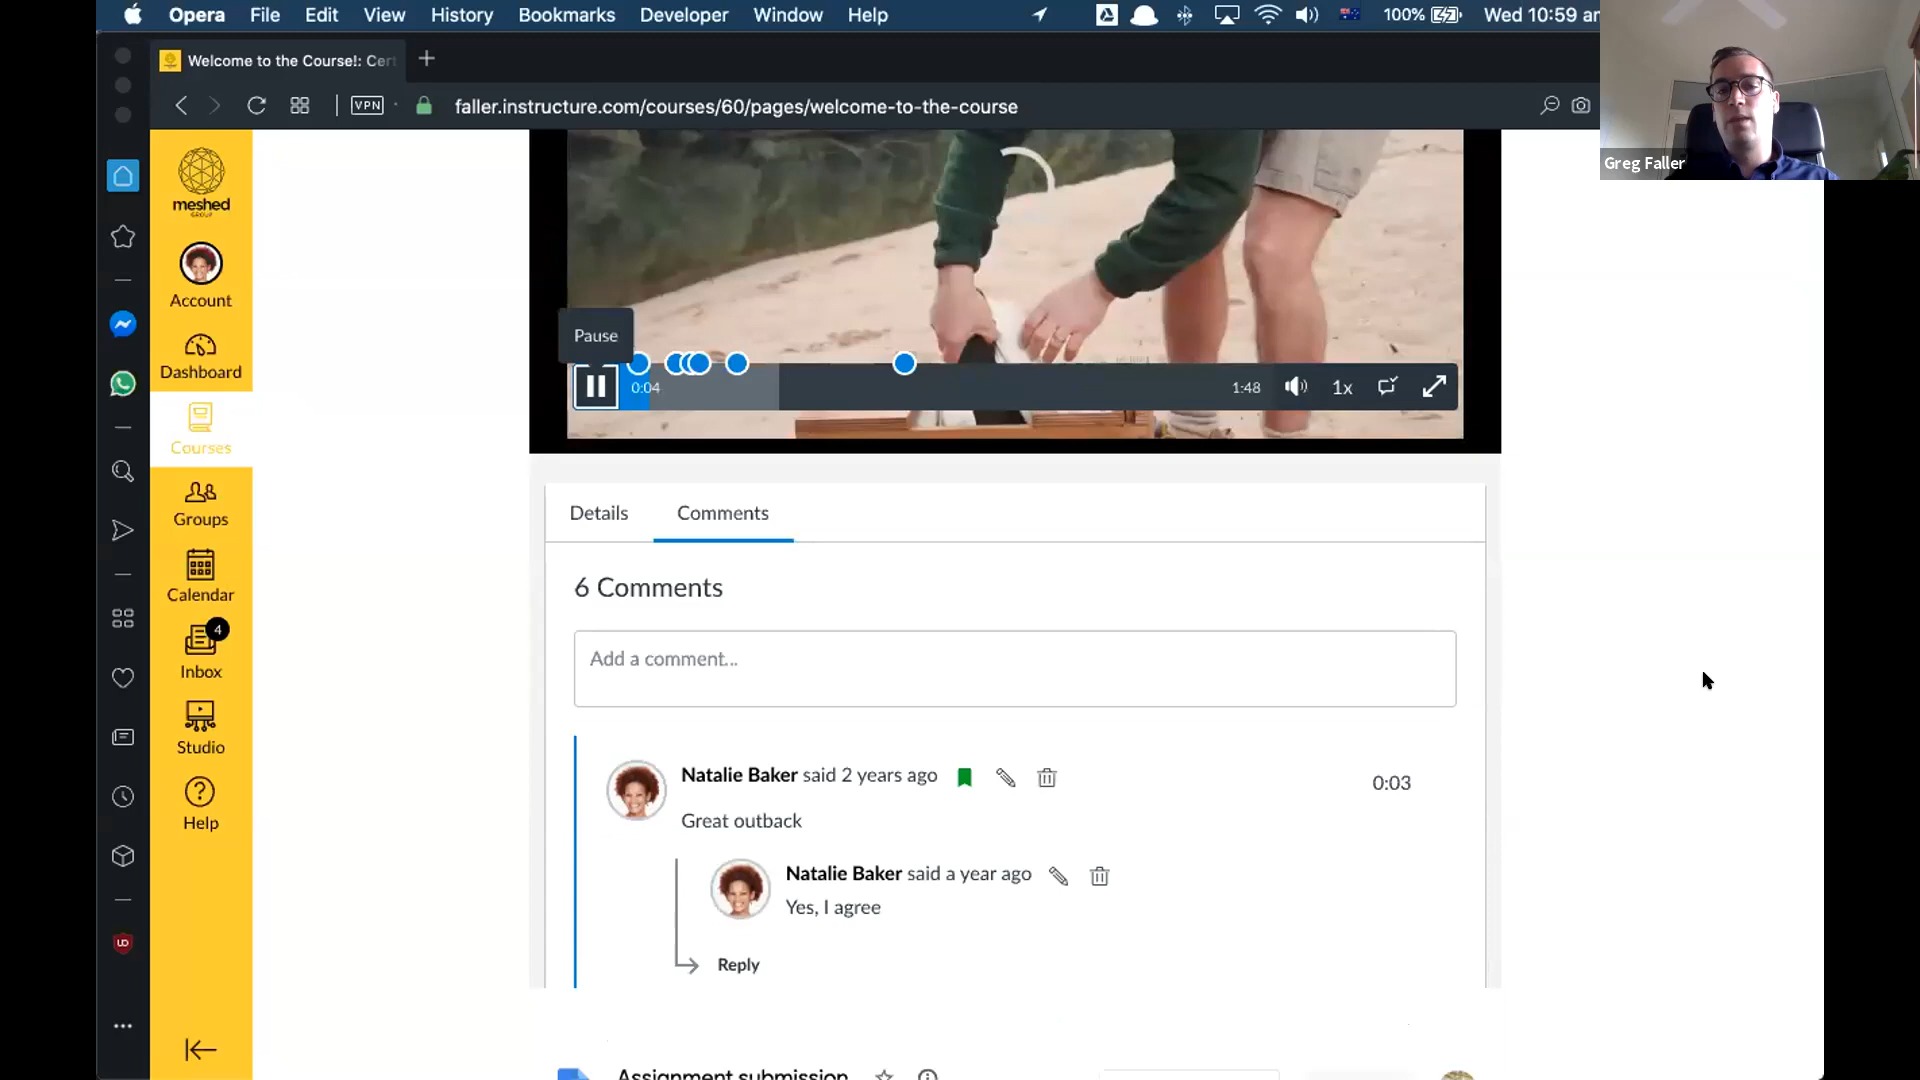 Opera File Edit View History Bookmarks Developer Window Help 100% Wed 10:59 am
Welcome to the Course!: Cert
VPN faller.instructure.com/courses/60/pages/welcome-to-the-course
Greg Faller
meshed
GROUP
Account
Dashboard
Courses
Groups
Calendar
4
Inbox
Studio
Help
Pause
0:04 1:48 1x
Details Comments
6 Comments
Add a comment...
Natalie Baker said 2 years ago 0:03
Great outback
Natalie Baker said a year ago
Yes, I agree
Reply
Assignment submission